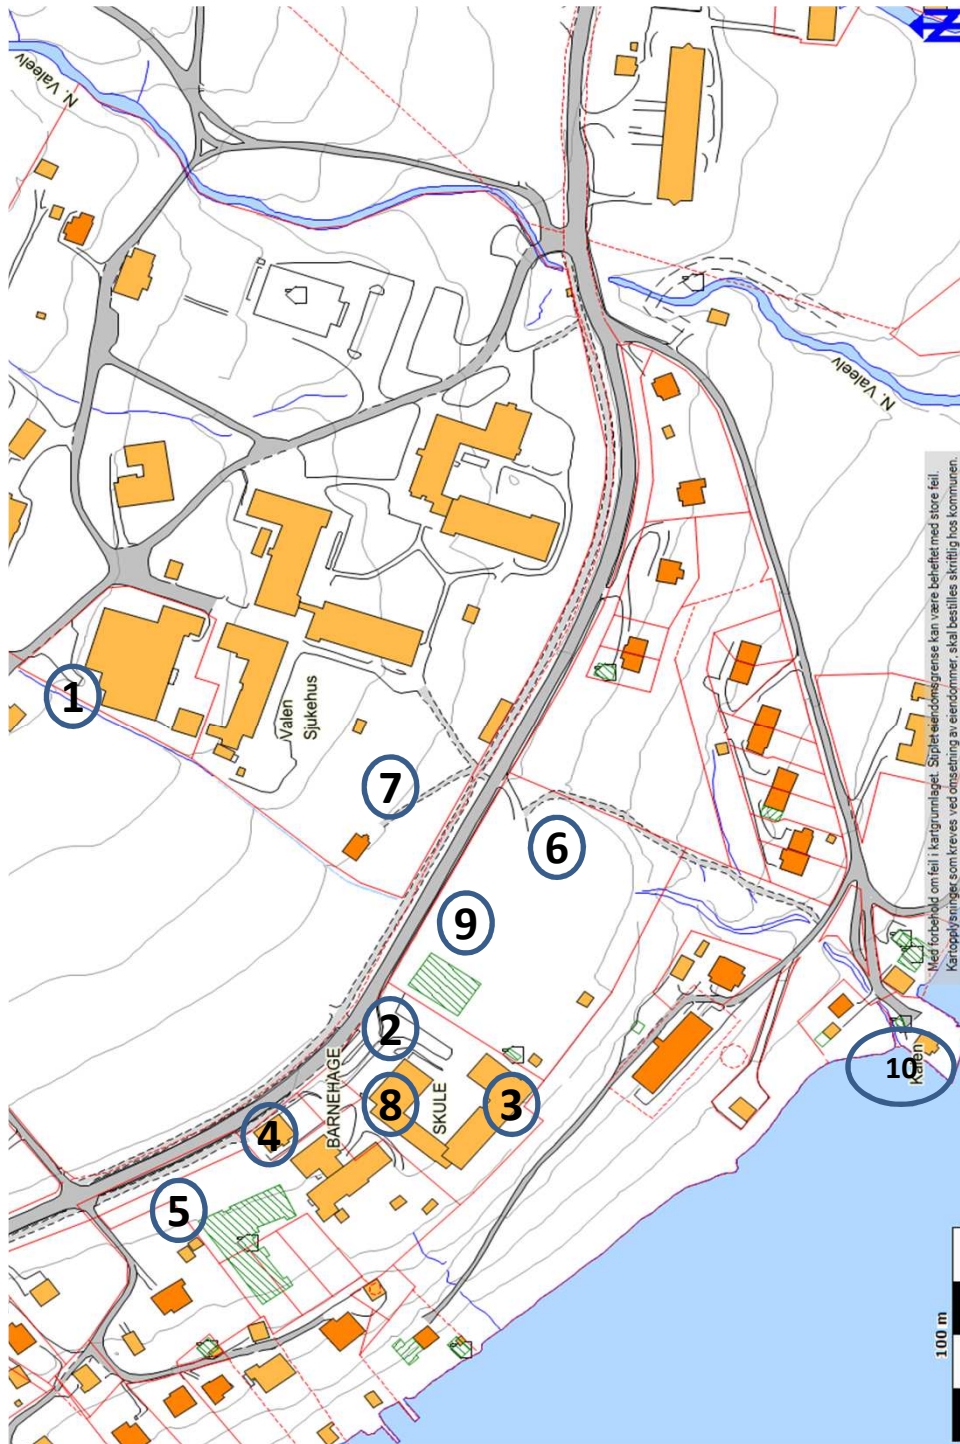 N
N. Valeelv
N. Valeelv
1
Valen
Sjukehus
7
6
9
2
BARNEHAGE
8
SKULE
3
4
5
10
Kaien
Med forbehold om feil i kartgrunnlaget. Stiplet eiendomsgrense kan være beheftet med store feil.
Kartopplysninger som kreves ved omsetning av eiendommer, skal bestilles skriftlig hos kommunen.
100 m